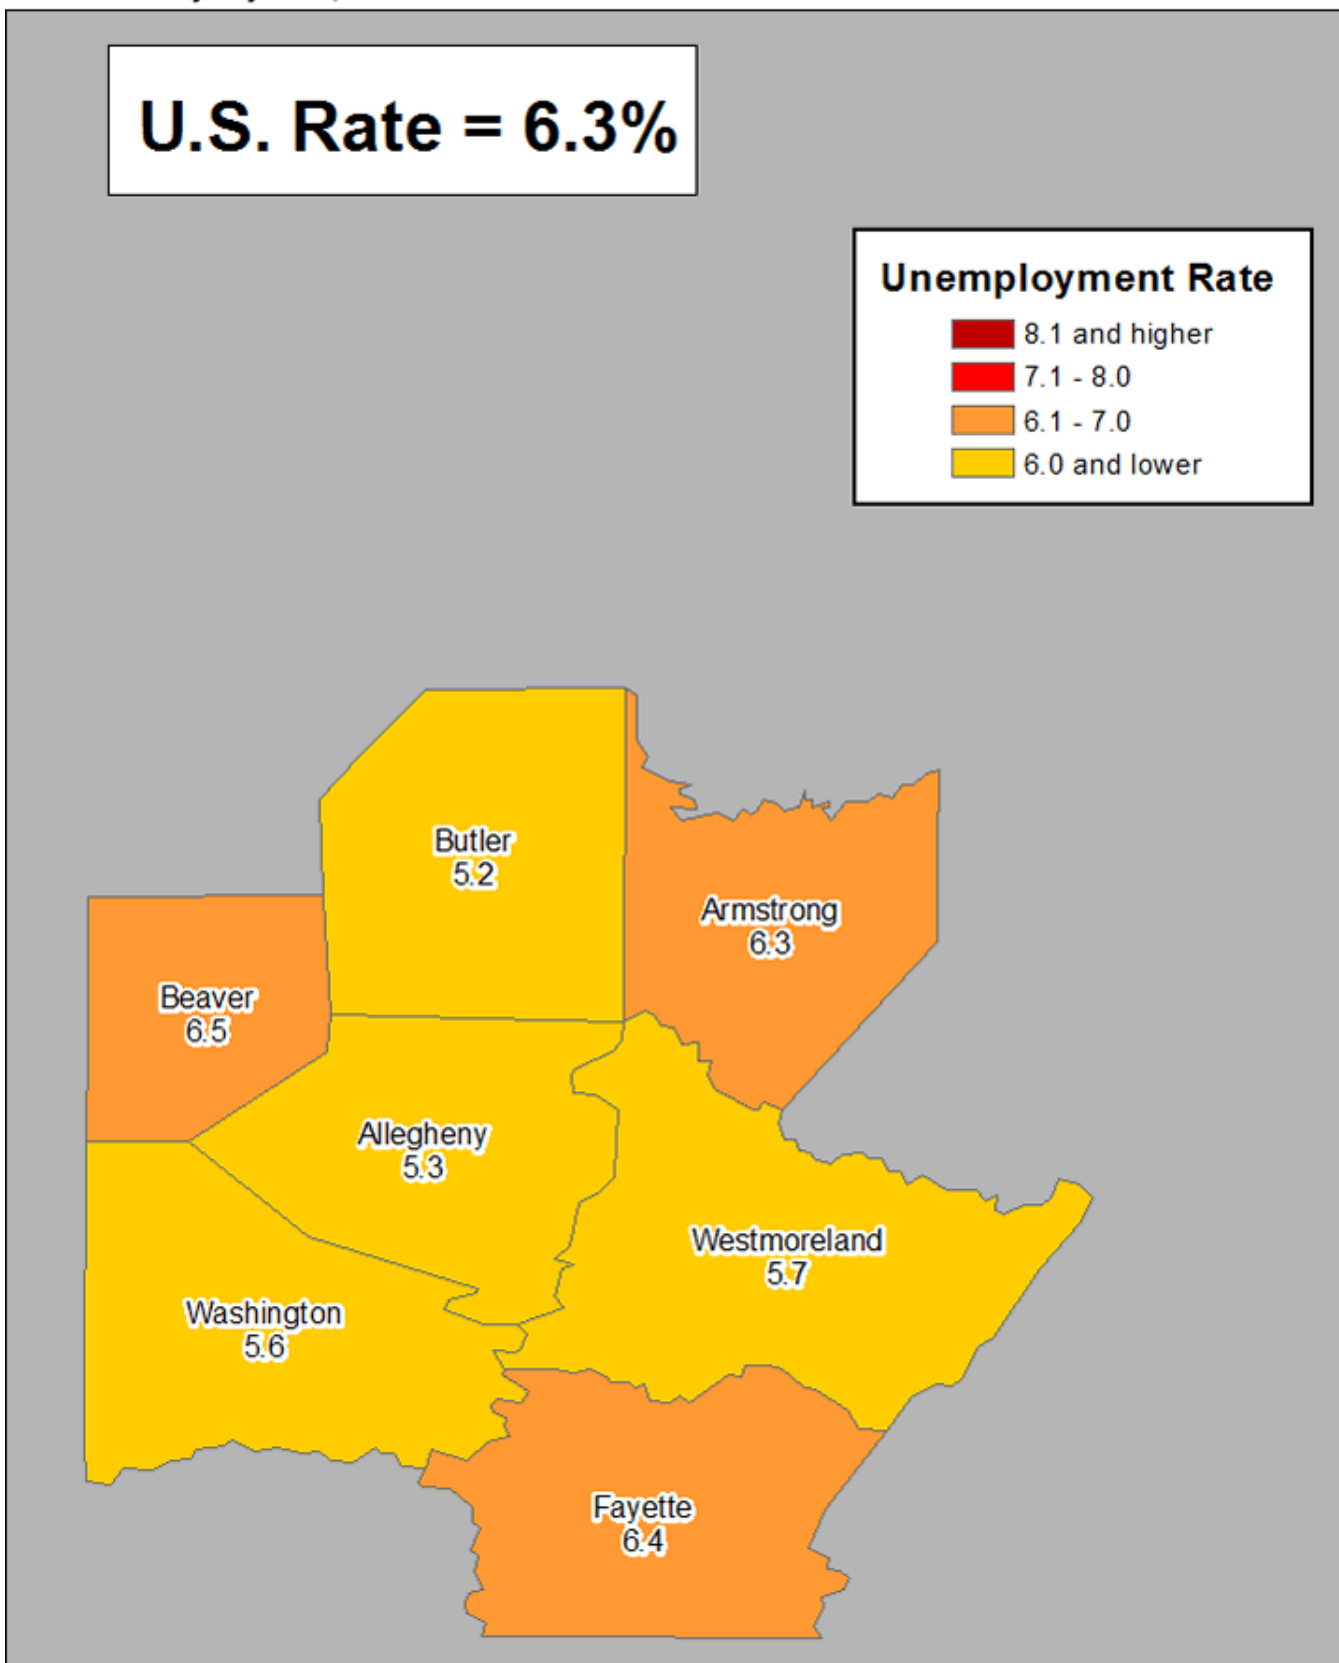 U.S. Rate = 6.3%
Unemployment Rate
8.1 and higher
7.1 - 8.0
6.1 - 7.0
6.0 and lower
Butler
5.2
Armstrong
6.3
Beaver
6.5
Allegheny
5.3
Westmoreland
5.7
Washington
5.6
Fayette
6.4